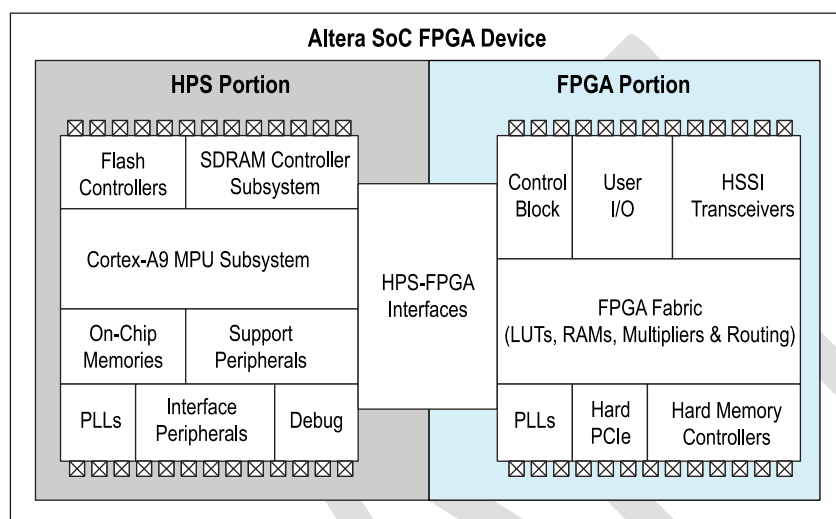 Altera SoC FPGA Device
HPS Portion
FPGA Portion
Flash
Controllers
SDRAM Controller
Subsystem
Cortex-A9 MPU Subsystem
On-Chip
Memories
Support
Peripherals
PLLs
Interface
Peripherals
Debug
HPS-FPGA
Interfaces
Control
Block
User
I/O
HSSI
Transceivers
FPGA Fabric
(LUTs, RAMs, Multipliers & Routing)
PLLs
Hard
PCIe
Hard Memory
Controllers